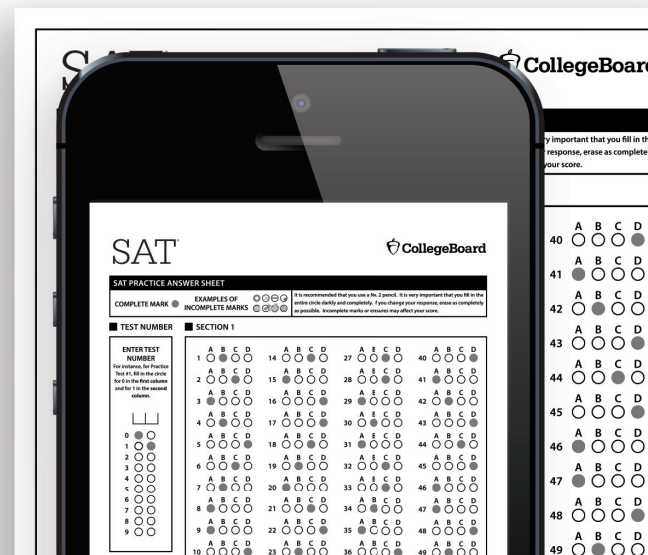 SAT®
CollegeBoard
SAT PRACTICE ANSWER SHEET
COMPLETE MARK
EXAMPLES OF
INCOMPLETE MARKS
It is recommended that you use a No. 2 pencil. It is very important that you fill in the
entire circle darkly and completely. If you change your response, erase as completely
as possible. Incomplete marks or erasures may affect your score.
TEST NUMBER
SECTION 1
ENTER TEST
NUMBER
For instance, for Practice
Test #1, fill in the circle
for 0 in the first column
and for 1 in the second
column.
0
1
2
3
4
5
6
7
8
9
A B C D A B C D A B C D A B C D
1 14 27 40
A B C D A B C D A B C D A B C D
2 15 28 41
A B C D A B C D A B C D A B C D
3 16 29 42
A B C D A B C D A B C D A B C D
4 17 30 43
A B C D A B C D A B C D A B C D
5 18 31 44
A B C D A B C D A B C D A B C D
6 19 32 45
A B C D A B C D A B C D A B C D
7 20 33 46
A B C D A B C D A B C D A B C D
8 21 34 47
A B C D A B C D A B C D A B C D
9 22 35 48
A B C D A B C D A B C D A B C D
10 23 36 49
CollegeBoard
important that you fill in th
response, erase as complete
your score.
A B C D
40
A B C D
41
A B C D
42
A B C D
43
A B C D
44
A B C D
45
A B C D
46
A B C D
47
A B C D
48
A B C D
49